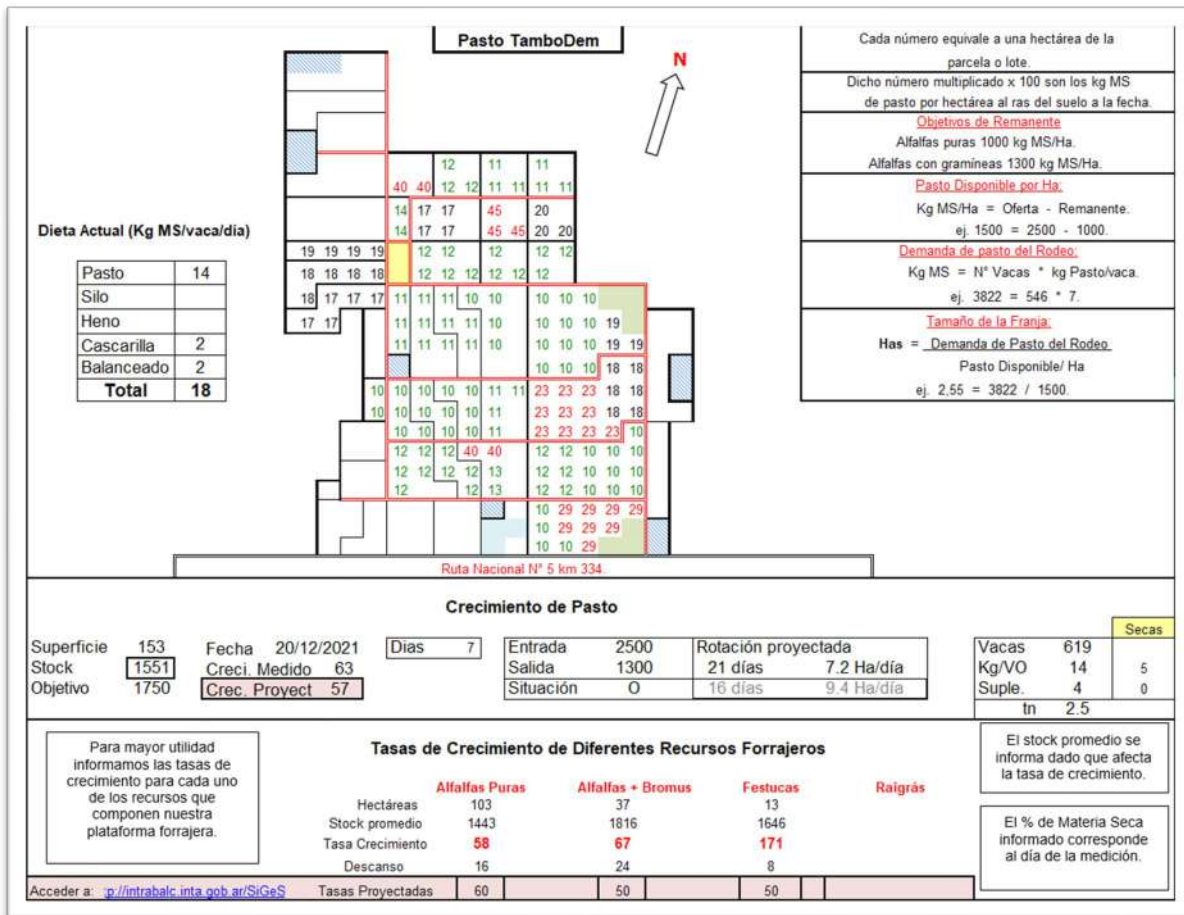 Pasto TamboDem
N
Cada número equivale a una hectárea de la
parcela o lote.
Dicho número multiplicado x 100 son los kg MS
de pasto por hectárea al ras del suelo a la fecha.
Objetivos de Remanente
Alfalfas puras 1000 kg MS/Ha.
Alfalfas con gramíneas 1300 kg MS/Ha.
Pasto Disponible por Ha:
Kg MS/Ha = Oferta - Remanente.
ej. 1500 = 2500 - 1000.
Demanda de pasto del Rodeo:
Kg MS = N° Vacas * kg Pasto/vaca.
ej. 3822 = 546 * 7.
Tamaño de la Franja:
Has = Demanda de Pasto del Rodeo
Pasto Disponible/ Ha
ej. 2,55 = 3822 / 1500.
Dieta Actual (Kg MS/vaca/día)
Pasto 14
Silo
Heno
Cascarilla 2
Balanceado 2
Total 18
12 11 11
40 40 12 12 11 11 11 11
14 17 17 45 20
14 17 17 45 45 20 20
19 19 19 19 12 12 12 12 12
18 18 18 18 12 12 12 12 12 12
18 17 17 17 11 11 11 10 10 10 10 10
17 17 11 11 11 11 10 10 10 10 19
11 11 11 11 10 10 10 10 19 19
10 10 10 18 18
10 10 10 10 10 11 11 23 23 23 18 18
10 10 10 10 10 11 23 23 23 18 18
10 10 10 10 11 23 23 23 23 10
12 12 12 40 40 12 12 10 10 10
12 12 12 12 13 12 12 10 10 10
12 12 13 12 12 10 10 10
10 29 29 29 29
10 29 29 29
10 10 29
Ruta Nacional N° 5 km 334.
Crecimiento de Pasto
Superficie 153 Fecha 20/12/2021 Dias 7 Entrada 2500 Rotación proyectada Vacas 619 Secas
Stock 1551 Creci. Medido 63 Salida 1300 21 días 7.2 Ha/día Kg/VO 14 5
Objetivo 1750 Crec. Proyect 57 Situación O 16 días 9.4 Ha/día Suple. 4 0
tn 2.5
Para mayor utilidad
informamos las tasas de
crecimiento para cada uno
de los recursos que
componen nuestra
plataforma forrajera.
Tasas de Crecimiento de Diferentes Recursos Forrajeros
Alfalfas Puras Alfalfas + Bromus Festucas Raigrás
Hectáreas 103 37 13
Stock promedio 1443 1816 1646
Tasa Crecimiento 58 67 171
Descanso 16 24 8
Acceder a: :p://intrabalc.inta.gob.ar/SiGeS Tasas Proyectadas 60 50 50
El stock promedio se
informa dado que afecta
la tasa de crecimiento.
El % de Materia Seca
informado corresponde
al día de la medición.